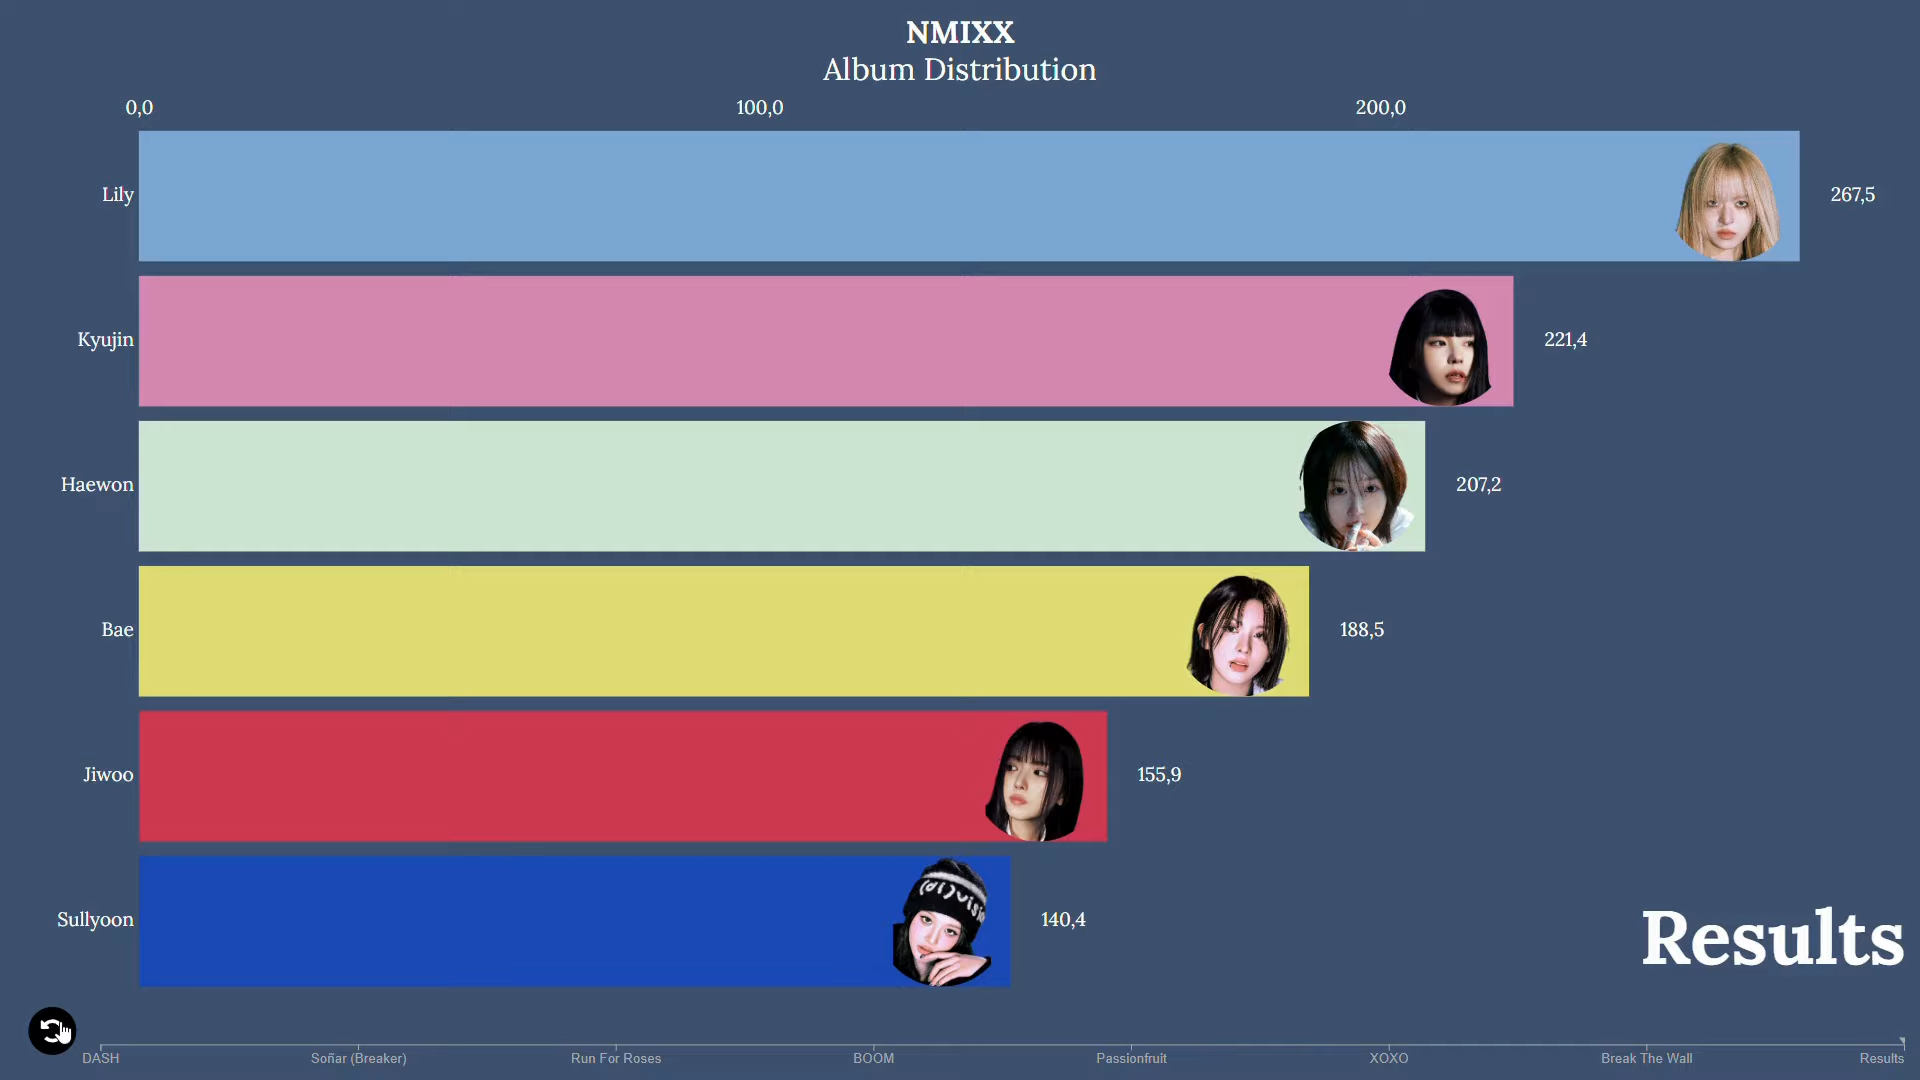 NMIXX
Album Distribution
0,0 100,0 200,0
Lily 267,5
Kyujin 221,4
Haewon 207,2
Bae 188,5
Jiwoo 155,9
(di)visi
Sullyoon 140,4
Results
DASH Soñar (Breaker) Run For Roses BOOM Passionfruit XOXO Break The Wall Results